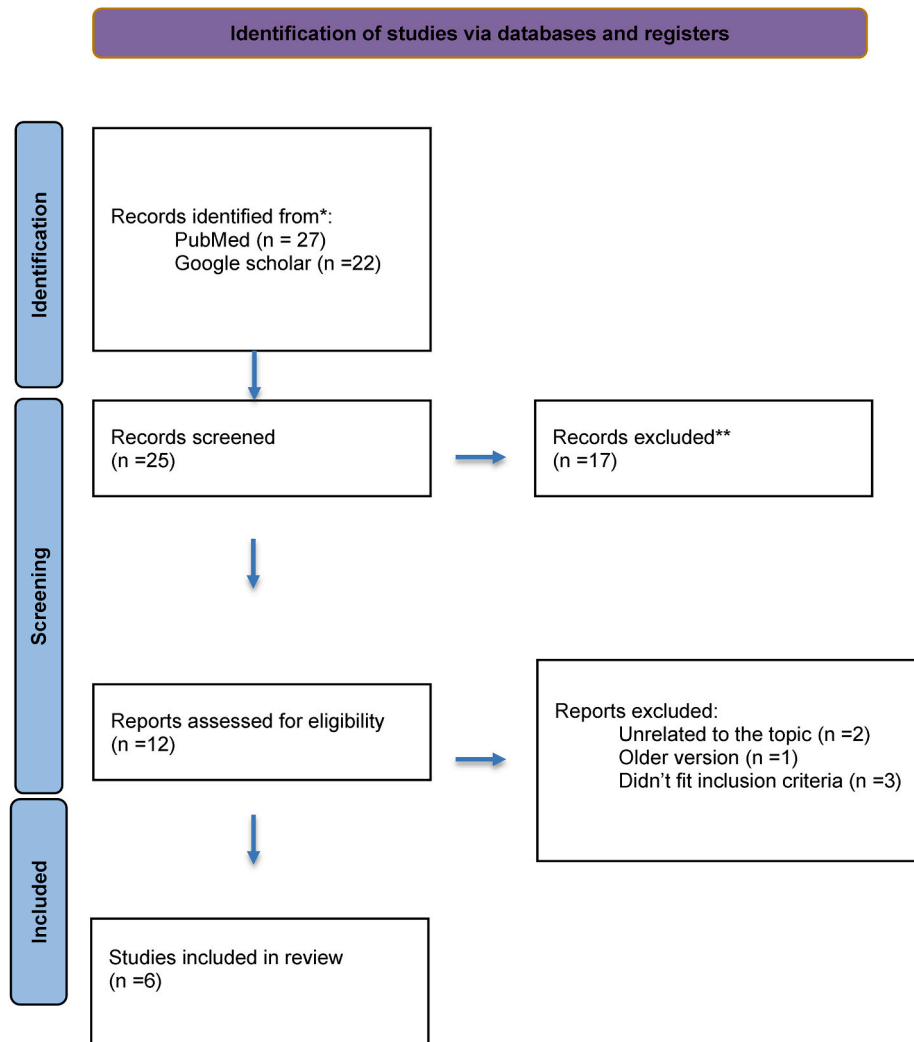 Identification of studies via databases and registers
Identification
Records identified from*:
PubMed (n = 27)
Google scholar (n =22)
Screening
Records screened
(n =25)
Records excluded**
(n =17)
Reports assessed for eligibility
(n =12)
Reports excluded:
Unrelated to the topic (n =2)
Older version (n =1)
Didn’t fit inclusion criteria (n =3)
Included
Studies included in review
(n =6)